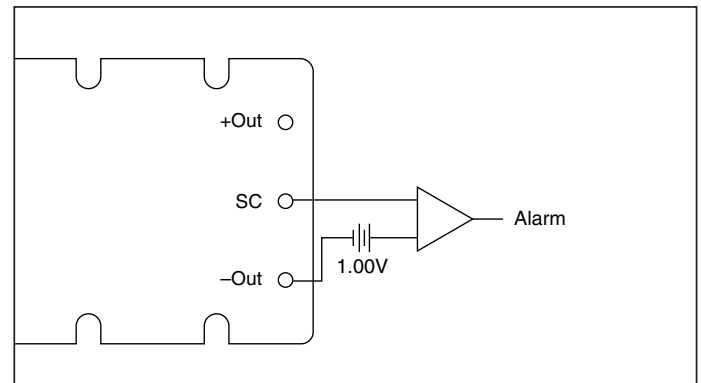 +Out
SC
Alarm
1.00V
–Out